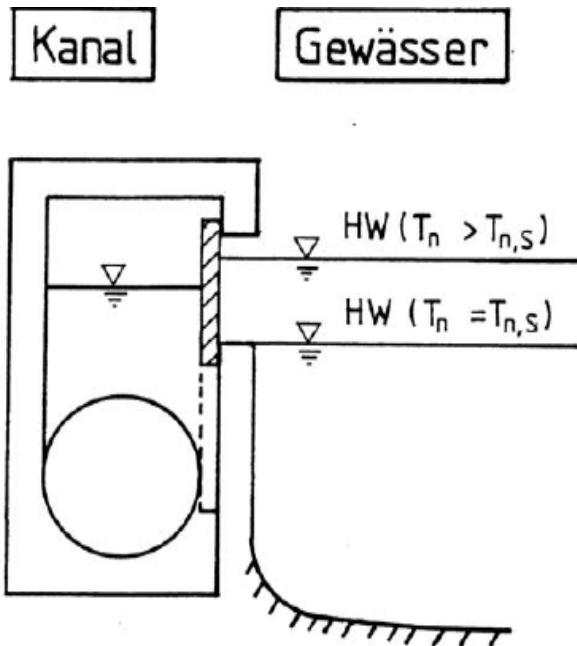 Kanal
Gewässer
HW (Tn > Tn,S)
HW (Tn = Tn,S)